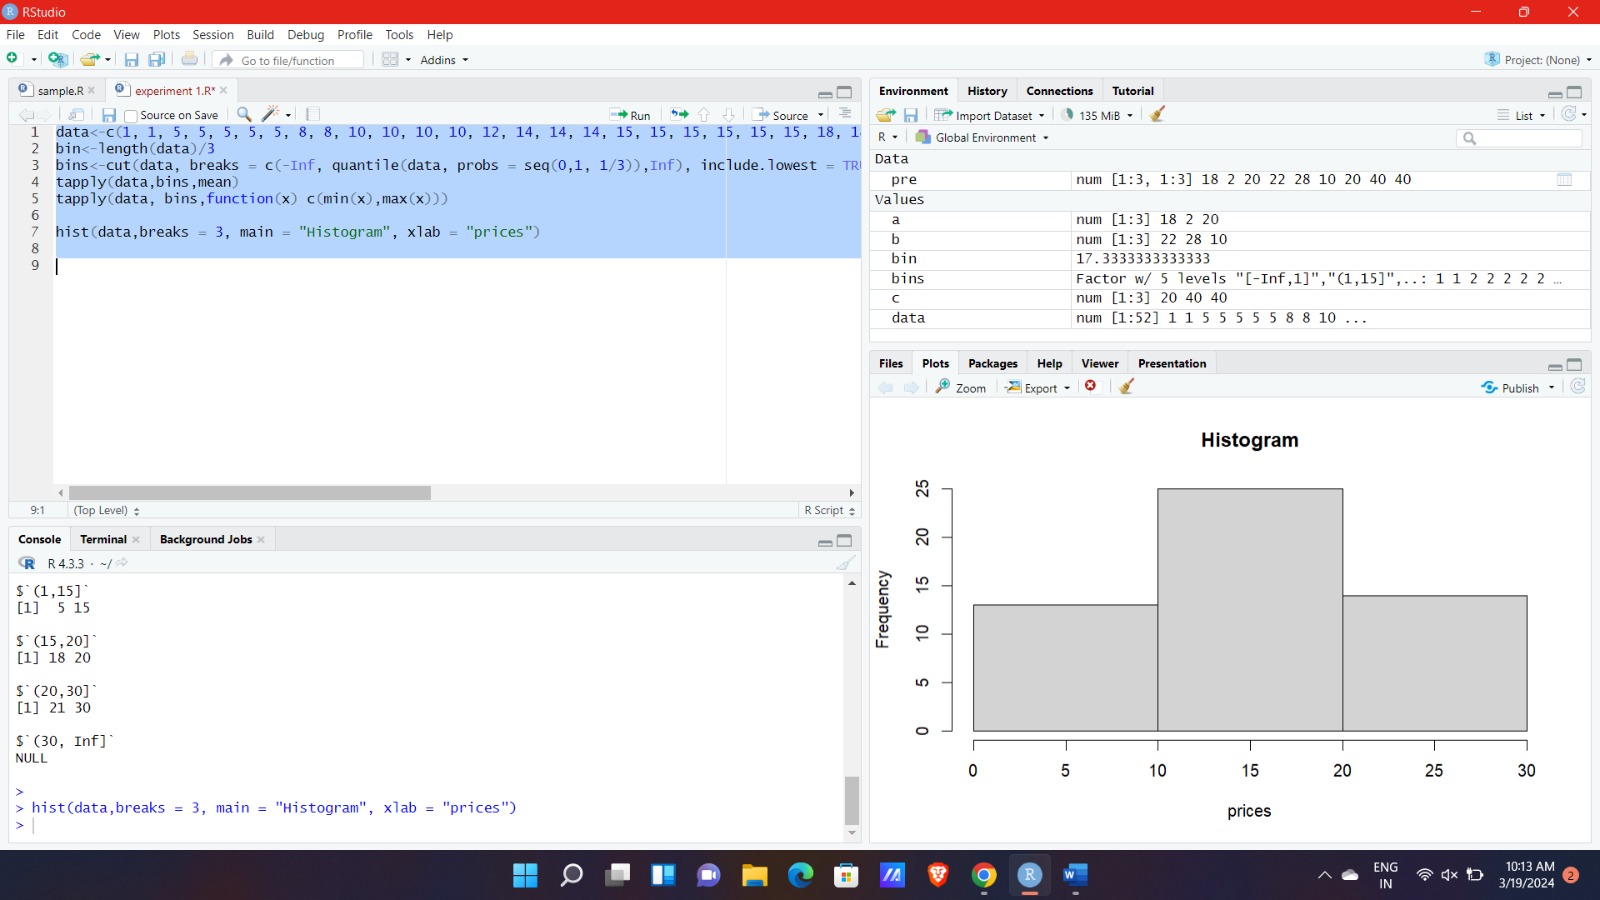 RStudio
File Edit Code View Plots Session Build Debug Profile Tools Help
Go to file/function Addins Project: (None)
sample.R experiment 1.R*
Source on Save Run Source
1 data<-c(1, 1, 5, 5, 5, 5, 5, 8, 8, 10, 10, 10, 10, 12, 14, 14, 14, 15, 15, 15, 15, 15, 15, 18,
2 bin<-length(data)/3
3 bins<-cut(data, breaks = c(-Inf, quantile(data, probs = seq(0,1, 1/3)),Inf), include.lowest =
4 tapply(data,bins,mean)
5 tapply(data, bins,function(x) c(min(x),max(x)))
6
7 hist(data,breaks = 3, main = "Histogram", xlab = "prices")
8
9
9:1 (Top Level) R Script
Console Terminal Background Jobs
R 4.3.3 · ~/
$`(1,15]`
[1]  5 15
$`(15,20]`
[1] 18 20
$`(20,30]`
[1] 21 30
$`(30, Inf]`
NULL
>
> hist(data,breaks = 3, main = "Histogram", xlab = "prices")
>
Environment History Connections Tutorial
Import Dataset 135 MiB List
R Global Environment
Data
pre num [1:3, 1:3] 18 2 20 22 28 10 20 40 40
Values
a num [1:3] 18 2 20
b num [1:3] 22 28 10
bin 17.3333333333333
bins Factor w/ 5 levels "[-Inf,1]","(1,15]",..: 1 1 2 2 2 2 2 ...
c num [1:3] 20 40 40
data num [1:52] 1 1 5 5 5 5 5 8 8 10 ...
Files Plots Packages Help Viewer Presentation
Zoom Export Publish
Histogram
Frequency
25
20
15
10
5
0
0 5 10 15 20 25 30
prices
ENG
IN
10:13 AM
3/19/2024
2